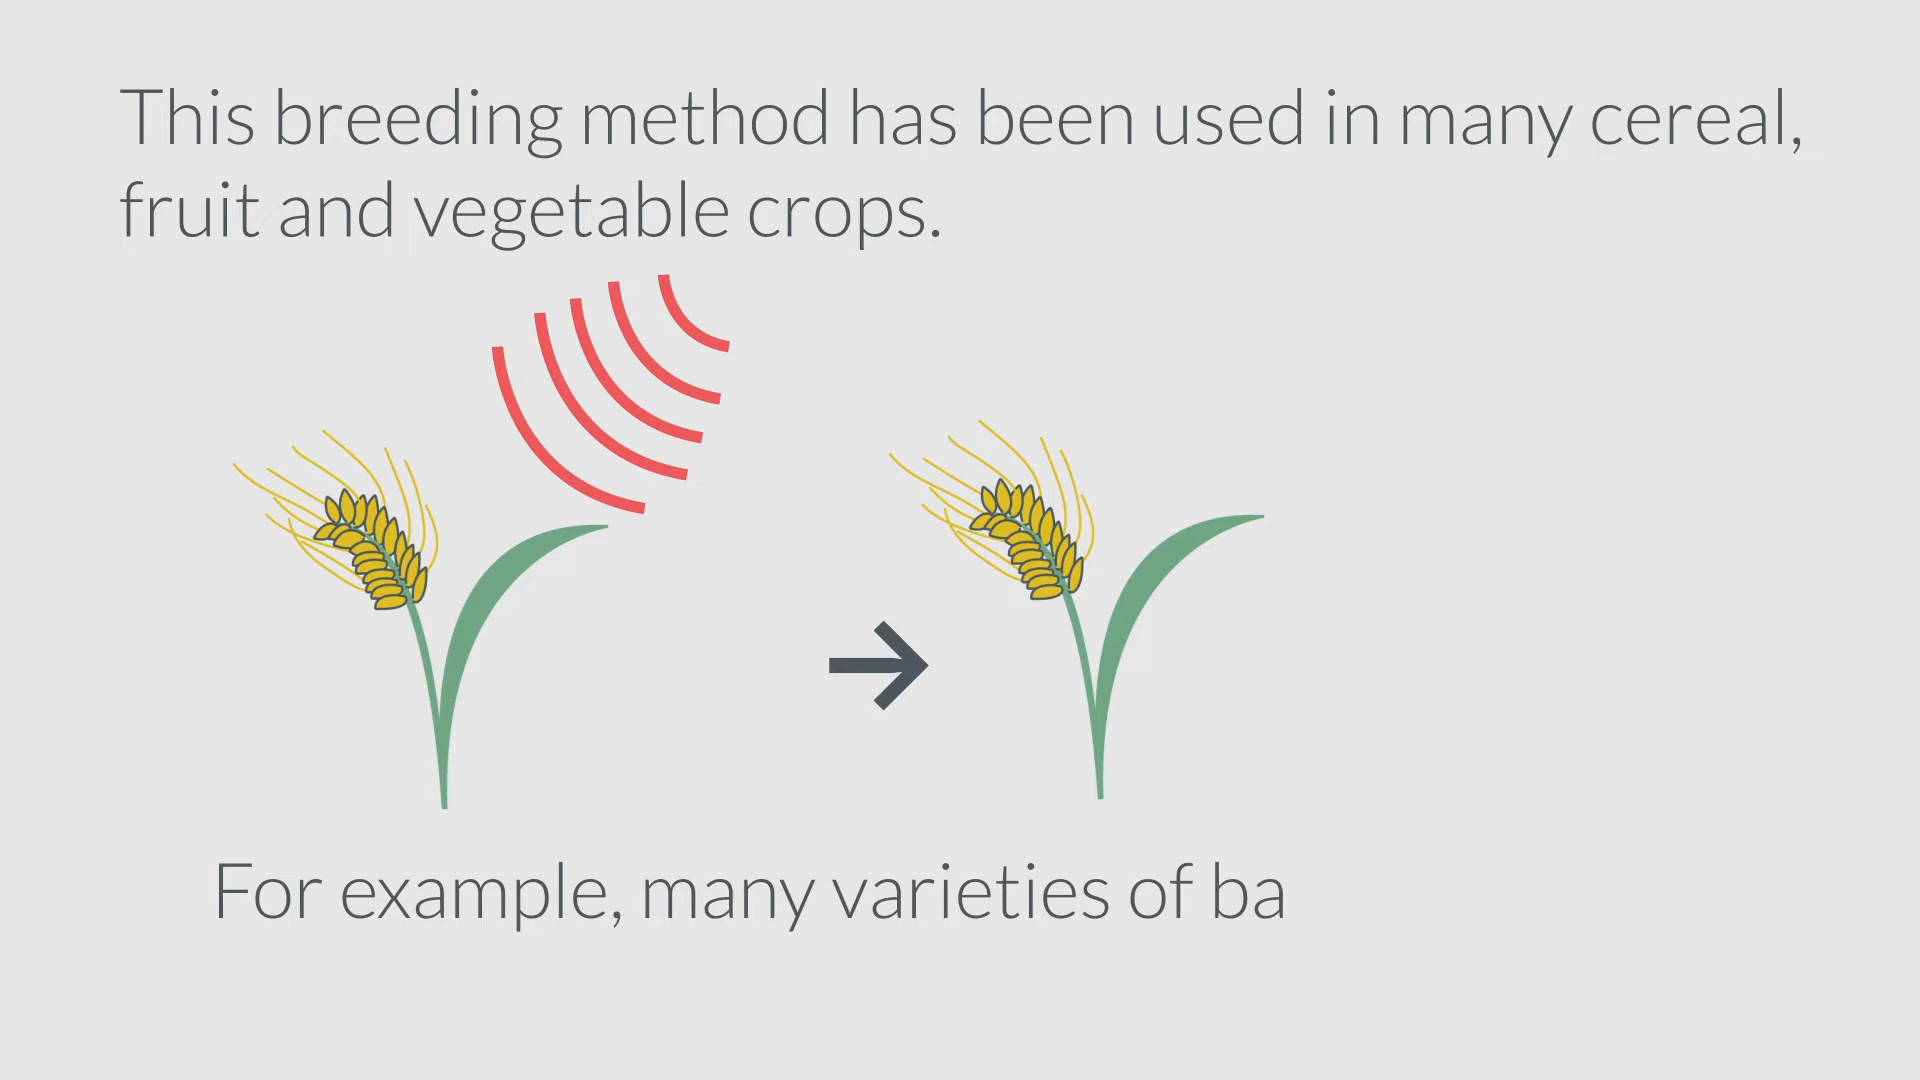 This breeding method has been used in many cereal,
fruit and vegetable crops.
For example, many varieties of ba